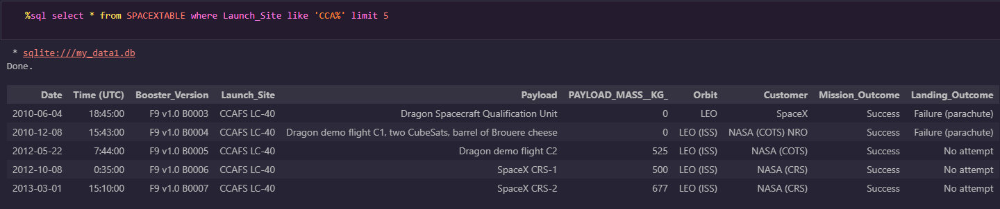 %sql select * from SPACEXTABLE where Launch_Site like 'CCA%' limit 5
* sqlite:///my_data1.db
Done.
Date Time (UTC) Booster_Version Launch_Site Payload PAYLOAD_MASS__KG_ Orbit Customer Mission_Outcome Landing_Outcome
2010-06-04 18:45:00 F9 v1.0 B0003 CCAFS LC-40 Dragon Spacecraft Qualification Unit 0 LEO SpaceX Success Failure (parachute)
2010-12-08 15:43:00 F9 v1.0 B0004 CCAFS LC-40 Dragon demo flight C1, two CubeSats, barrel of Brouere cheese 0 LEO (ISS) NASA (COTS) NRO Success Failure (parachute)
2012-05-22 7:44:00 F9 v1.0 B0005 CCAFS LC-40 Dragon demo flight C2 525 LEO (ISS) NASA (COTS) Success No attempt
2012-10-08 0:35:00 F9 v1.0 B0006 CCAFS LC-40 SpaceX CRS-1 500 LEO (ISS) NASA (CRS) Success No attempt
2013-03-01 15:10:00 F9 v1.0 B0007 CCAFS LC-40 SpaceX CRS-2 677 LEO (ISS) NASA (CRS) Success No attempt